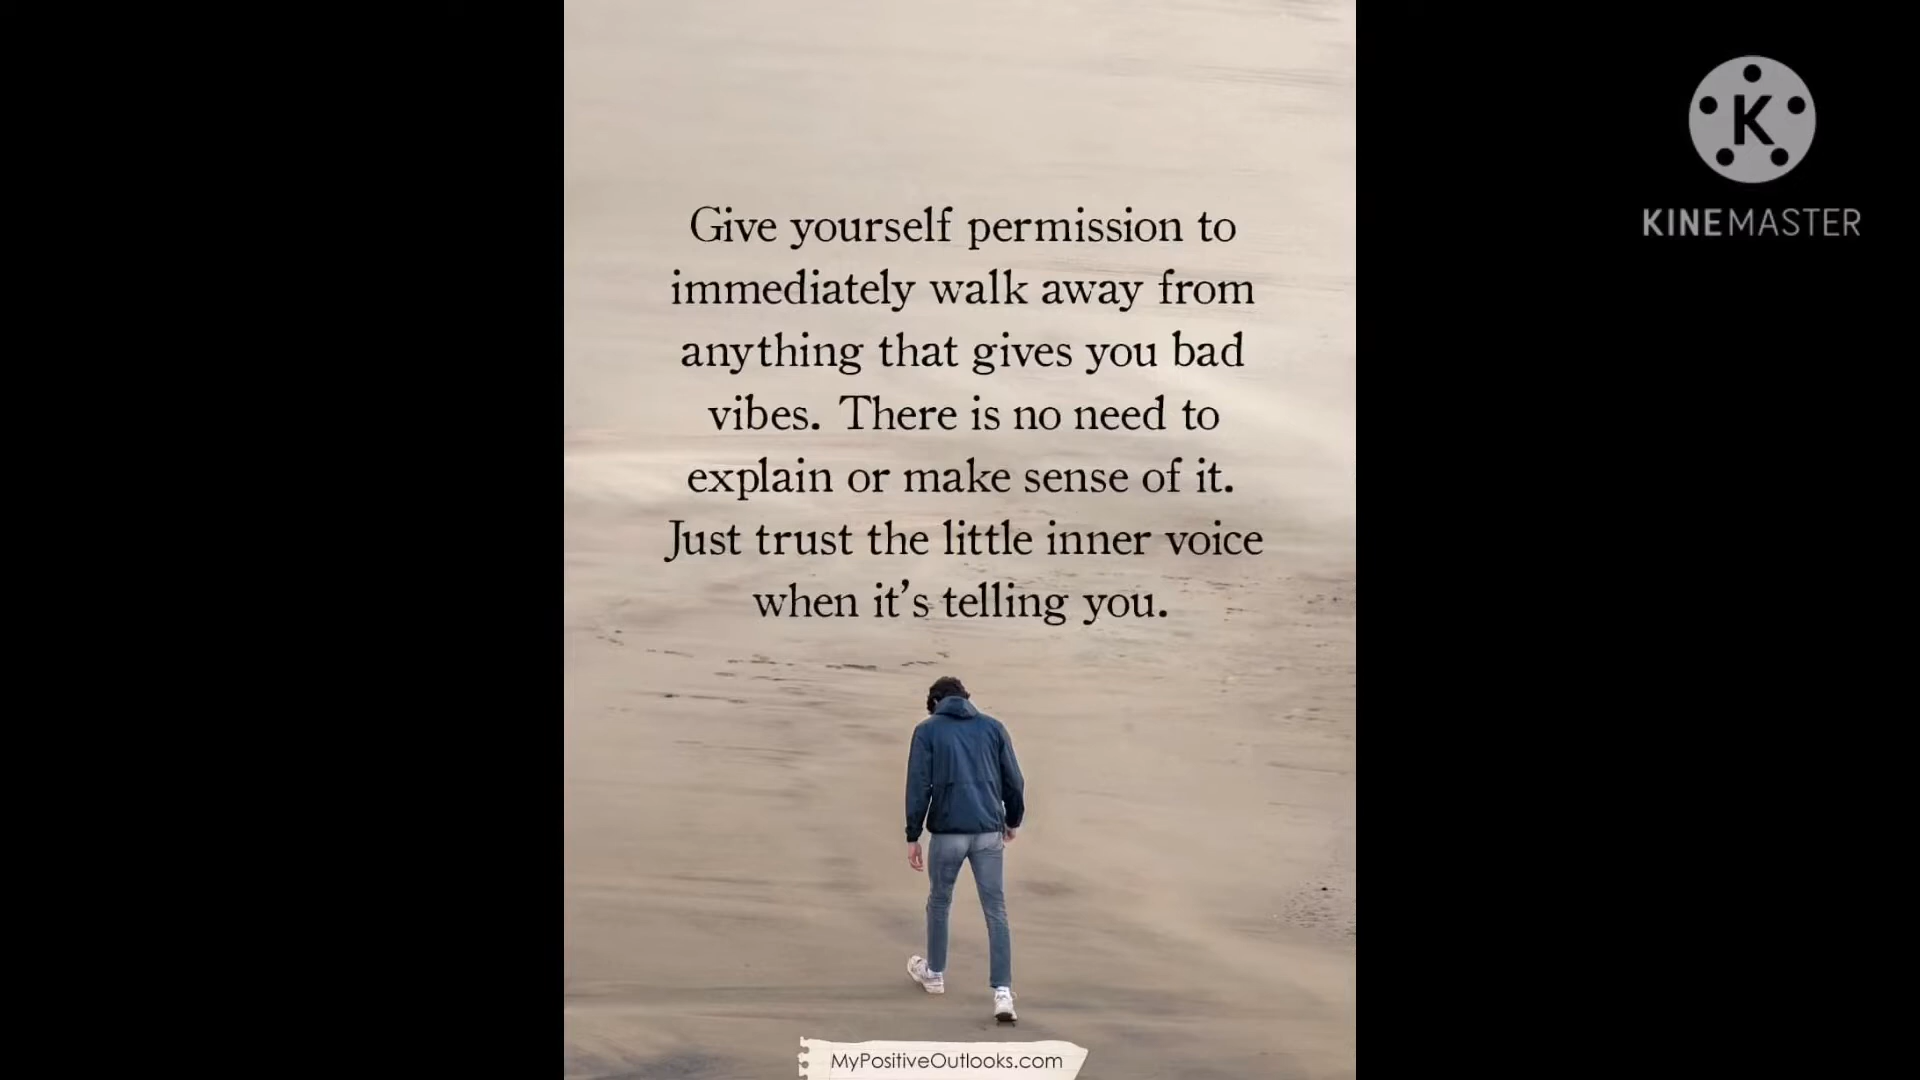 Give yourself permission to
immediately walk away from
anything that gives you bad
vibes. There is no need to
explain or make sense of it.
Just trust the little inner voice
when it's telling you.
MyPositiveOutlooks.com
K
KINEMASTER